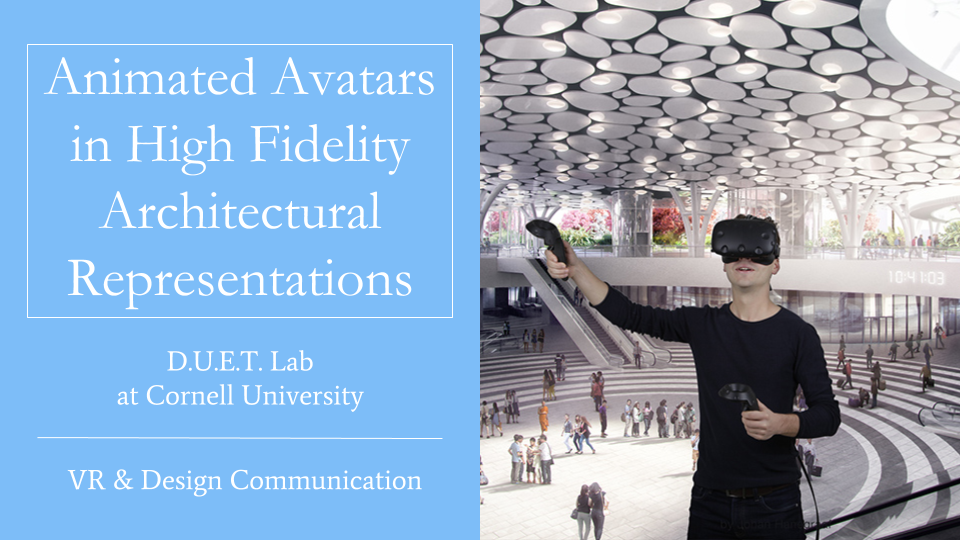 Animated Avatars
in High Fidelity
Architectural
Representations
D.U.E.T. Lab
at Cornell University
VR & Design Communication
10:41:03